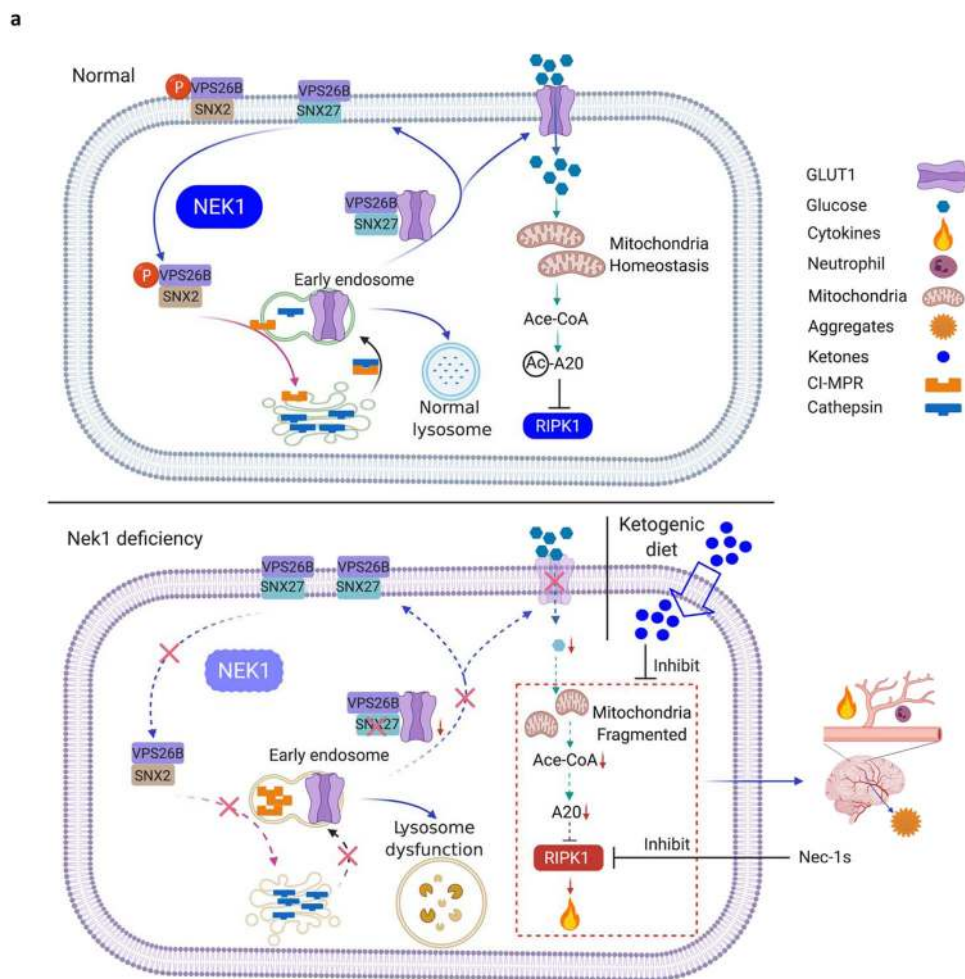 a
Normal
P
VPS26B
SNX2
VPS26B
SNX27
NEK1
VPS26B
SNX27
P
VPS26B
SNX2
Early endosome
Normal
lysosome
Mitochondria
Homeostasis
Ace-CoA
Ac-A20
RIPK1
GLUT1
Glucose
Cytokines
Neutrophil
Mitochondria
Aggregates
Ketones
CI-MPR
Cathepsin
Nek1 deficiency
VPS26B
SNX27
VPS26B
SNX27
Ketogenic
diet
NEK1
Inhibit
VPS26B
SNX27
VPS26B
SNX2
Early endosome
Lysosome
dysfunction
Mitochondria
Fragmented
Ace-CoA
A20
RIPK1
Inhibit
Nec-1s